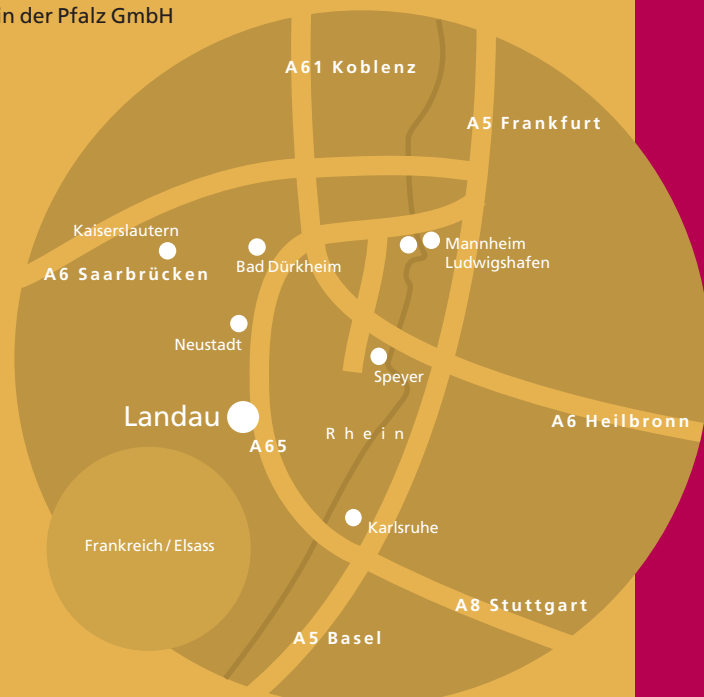 in der Pfalz GmbH
A61 Koblenz
A5 Frankfurt
Kaiserslautern
A6 Saarbrücken
Bad Dürkheim
Mannheim
Ludwigshafen
Neustadt
Speyer
Landau
A65
Rhein
A6 Heilbronn
Karlsruhe
Frankreich / Elsass
A8 Stuttgart
A5 Basel